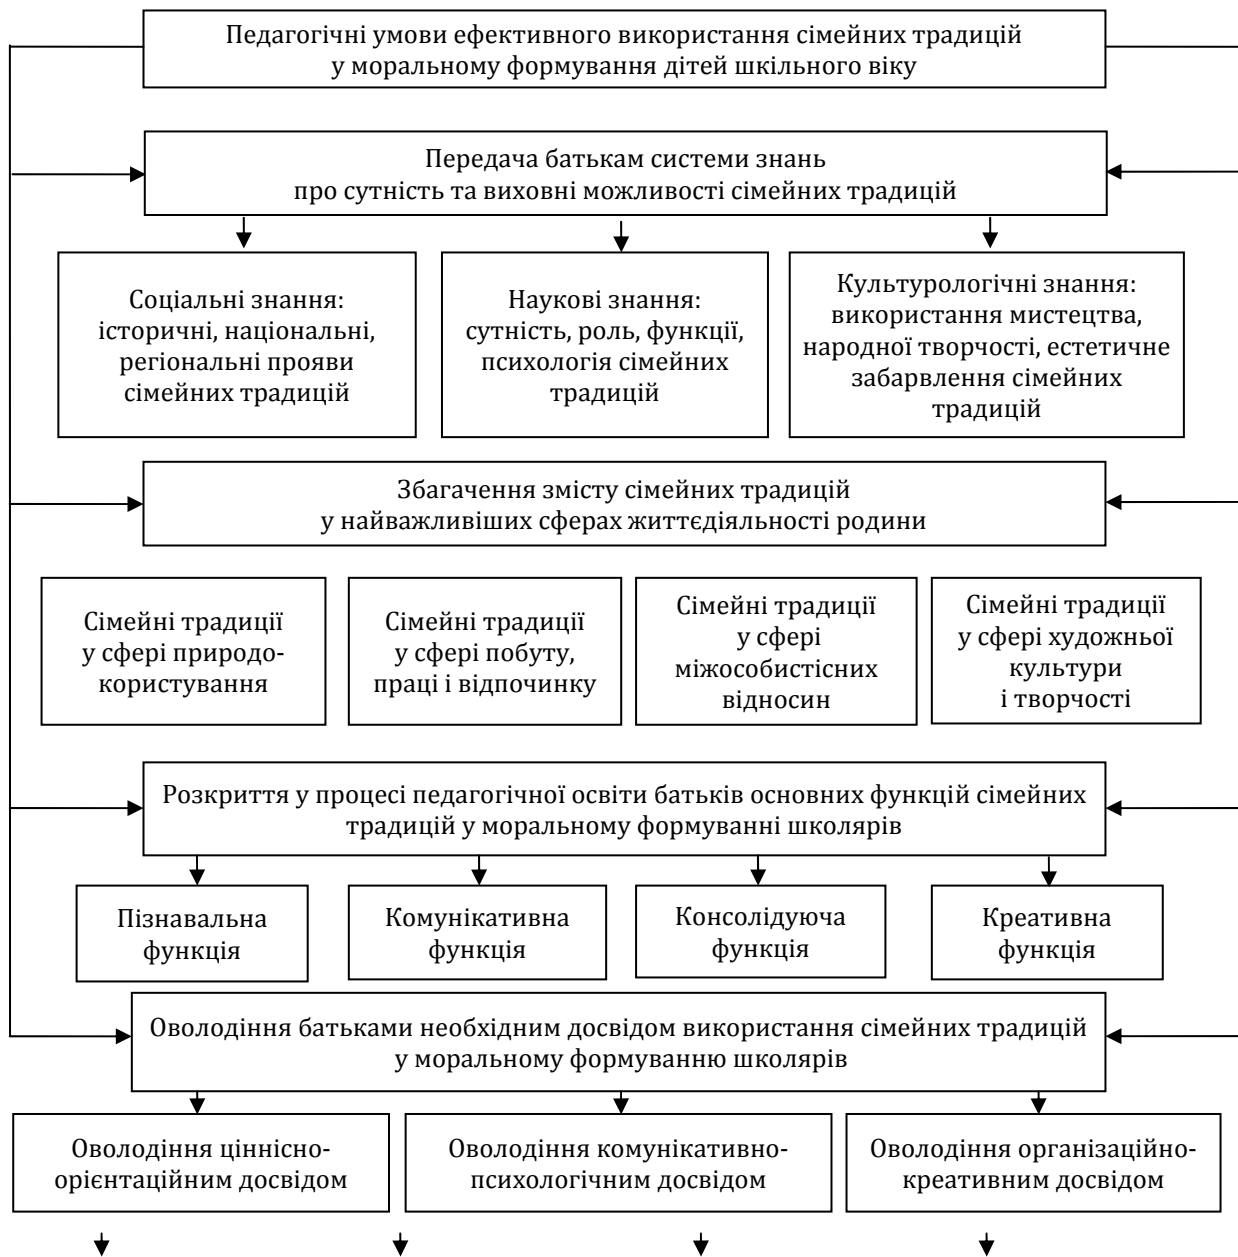 Педагогічні умови ефективного використання сімейних традицій
у моральному формування дітей шкільного віку
Передача батькам системи знань
про сутність та виховні можливості сімейних традицій
Соціальні знання:
історичні, національні,
регіональні прояви
сімейних традицій
Наукові знання:
сутність, роль, функції,
психологія сімейних
традицій
Культурологічні знання:
використання мистецтва,
народної творчості, естетичне
забарвлення сімейних
традицій
Збагачення змісту сімейних традицій
у найважливіших сферах життєдіяльності родини
Сімейні традиції
у сфері природо-
користування
Сімейні традиції
у сфері побуту,
праці і відпочинку
Сімейні традиції
у сфері
міжособистісних
відносин
Сімейні традиції
у сфері художньої
культури
і творчості
Розкриття у процесі педагогічної освіти батьків основних функцій сімейних
традицій у моральному формуванні школярів
Пізнавальна
функція
Комунікативна
функція
Консолідуюча
функція
Креативна
функція
Оволодіння батьками необхідним досвідом використання сімейних традицій
у моральному формуванню школярів
Оволодіння ціннісно-
орієнтаційним досвідом
Оволодіння комунікативно-
психологічним досвідом
Оволодіння організаційно-
креативним досвідом